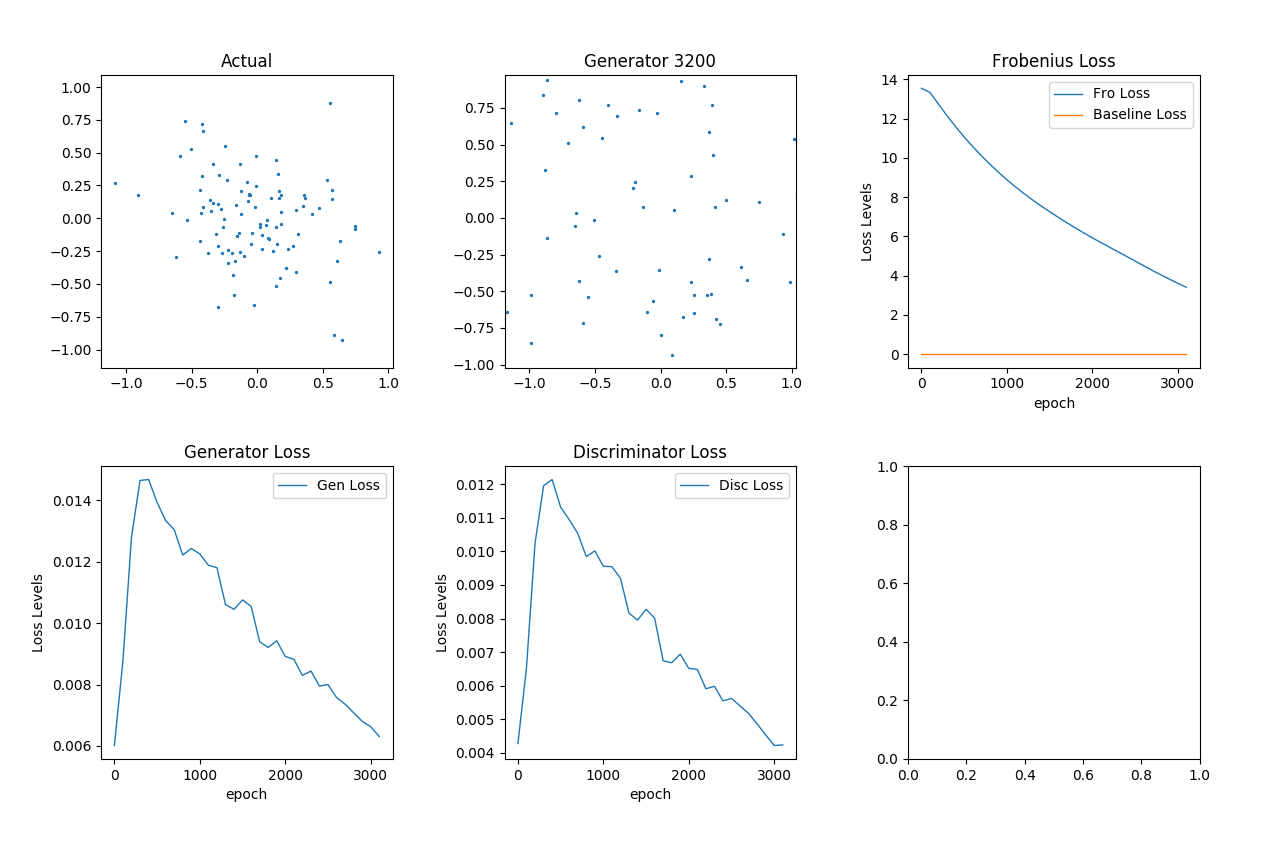 Actual
1.00
0.75
0.50
0.25
0.00
−0.25
−0.50
−0.75
−1.00
−1.0 −0.5 0.0 0.5 1.0
Generator 3200
0.75
0.50
0.25
0.00
−0.25
−0.50
−0.75
−1.00
−1.0 −0.5 0.0 0.5 1.0
Frobenius Loss
Loss Levels
14
12
10
8
6
4
2
0
Fro Loss
Baseline Loss
0 1000 2000 3000
epoch
Generator Loss
Loss Levels
0.014
0.012
0.010
0.008
0.006
Gen Loss
0 1000 2000 3000
epoch
Discriminator Loss
Loss Levels
0.012
0.011
0.010
0.009
0.008
0.007
0.006
0.005
0.004
Disc Loss
0 1000 2000 3000
epoch
1.0
0.8
0.6
0.4
0.2
0.0
0.0 0.2 0.4 0.6 0.8 1.0